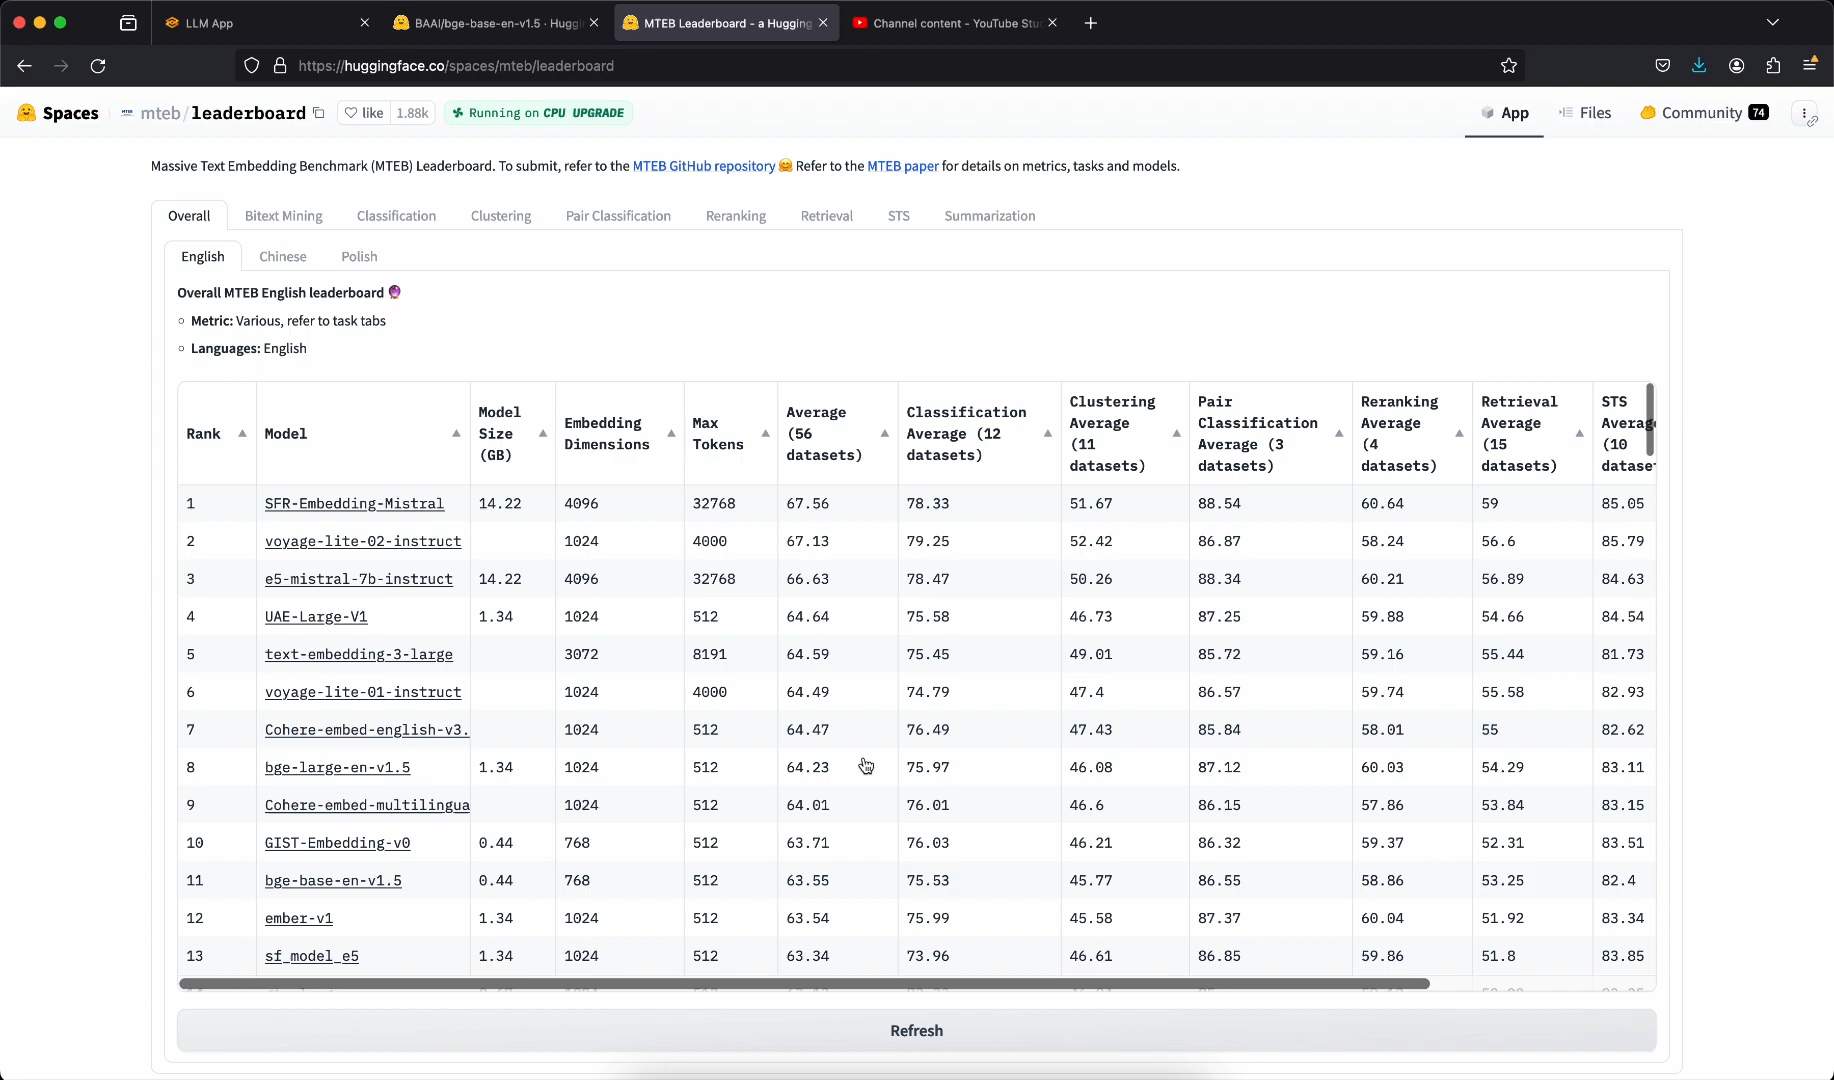 LLM App
BAAI/bge-base-en-v1.5 · Huggi
MTEB Leaderboard - a Hugging
Channel content - YouTube Stu
https://huggingface.co/spaces/mteb/leaderboard
Spaces mteb/leaderboard like 1.88k Running on CPU UPGRADE App Files Community 74
Massive Text Embedding Benchmark (MTEB) Leaderboard. To submit, refer to the MTEB GitHub repository 🤗 Refer to the MTEB paper for details on metrics, tasks and models.
Overall Bitext Mining Classification Clustering Pair Classification Reranking Retrieval STS Summarization
English Chinese Polish
Overall MTEB English leaderboard 🔮
Metric: Various, refer to task tabs
Languages: English
Rank
Model
Model
Size
(GB)
Embedding
Dimensions
Max
Tokens
Average
(56
datasets)
Classification
Average (12
datasets)
Clustering
Average
(11
datasets)
Pair
Classification
Average (3
datasets)
Reranking
Average
(4
datasets)
Retrieval
Average
(15
datasets)
STS
Average
(10
datase
1 SFR-Embedding-Mistral 14.22 4096 32768 67.56 78.33 51.67 88.54 60.64 59 85.05
2 voyage-lite-02-instruct 1024 4000 67.13 79.25 52.42 86.87 58.24 56.6 85.79
3 e5-mistral-7b-instruct 14.22 4096 32768 66.63 78.47 50.26 88.34 60.21 56.89 84.63
4 UAE-Large-V1 1.34 1024 512 64.64 75.58 46.73 87.25 59.88 54.66 84.54
5 text-embedding-3-large 3072 8191 64.59 75.45 49.01 85.72 59.16 55.44 81.73
6 voyage-lite-01-instruct 1024 4000 64.49 74.79 47.4 86.57 59.74 55.58 82.93
7 Cohere-embed-english-v3. 1024 512 64.47 76.49 47.43 85.84 58.01 55 82.62
8 bge-large-en-v1.5 1.34 1024 512 64.23 75.97 46.08 87.12 60.03 54.29 83.11
9 Cohere-embed-multilingua 1024 512 64.01 76.01 46.6 86.15 57.86 53.84 83.15
10 GIST-Embedding-v0 0.44 768 512 63.71 76.03 46.21 86.32 59.37 52.31 83.51
11 bge-base-en-v1.5 0.44 768 512 63.55 75.53 45.77 86.55 58.86 53.25 82.4
12 ember-v1 1.34 1024 512 63.54 75.99 45.58 87.37 60.04 51.92 83.34
13 sf_model_e5 1.34 1024 512 63.34 73.96 46.61 86.85 59.86 51.8 83.85
Refresh